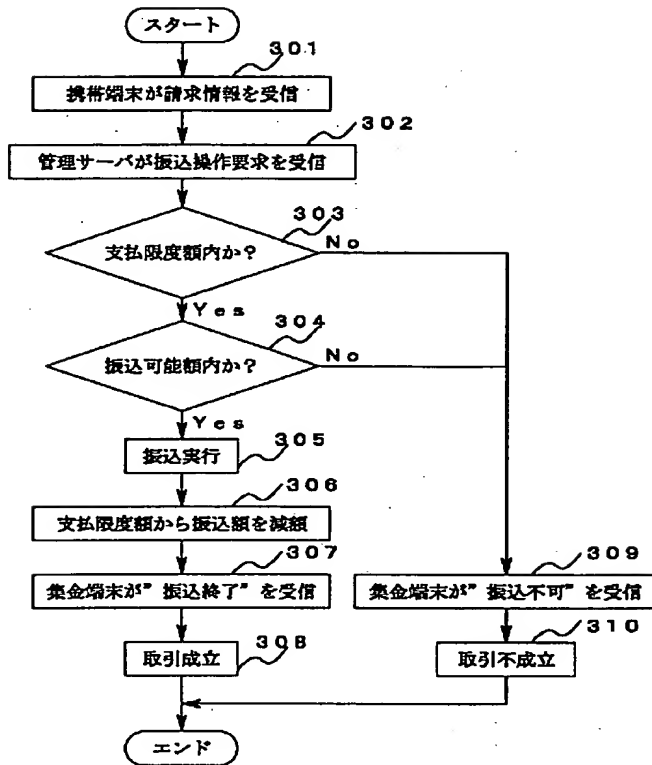 スタート
301
携帯端末が請求情報を受信
302
管理サーバが振込操作要求を受信
303
支払限度額内か?
No
Yes
304
振込可能額内か?
No
Yes
305
振込実行
306
支払限度額から振込額を減額
307
集金端末が”振込終了”を受信
309
集金端末が”振込不可”を受信
308
取引成立
310
取引不成立
エンド